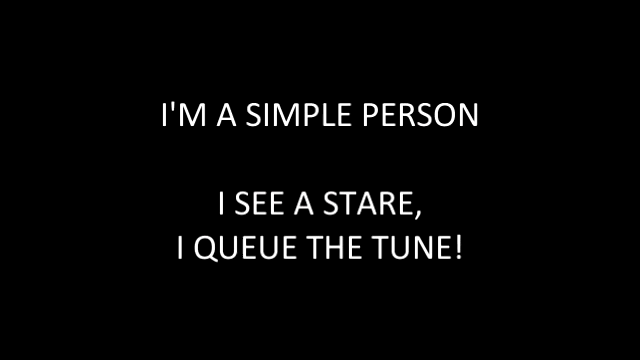 I'M A SIMPLE PERSON
I SEE A STARE,
I QUEUE THE TUNE!